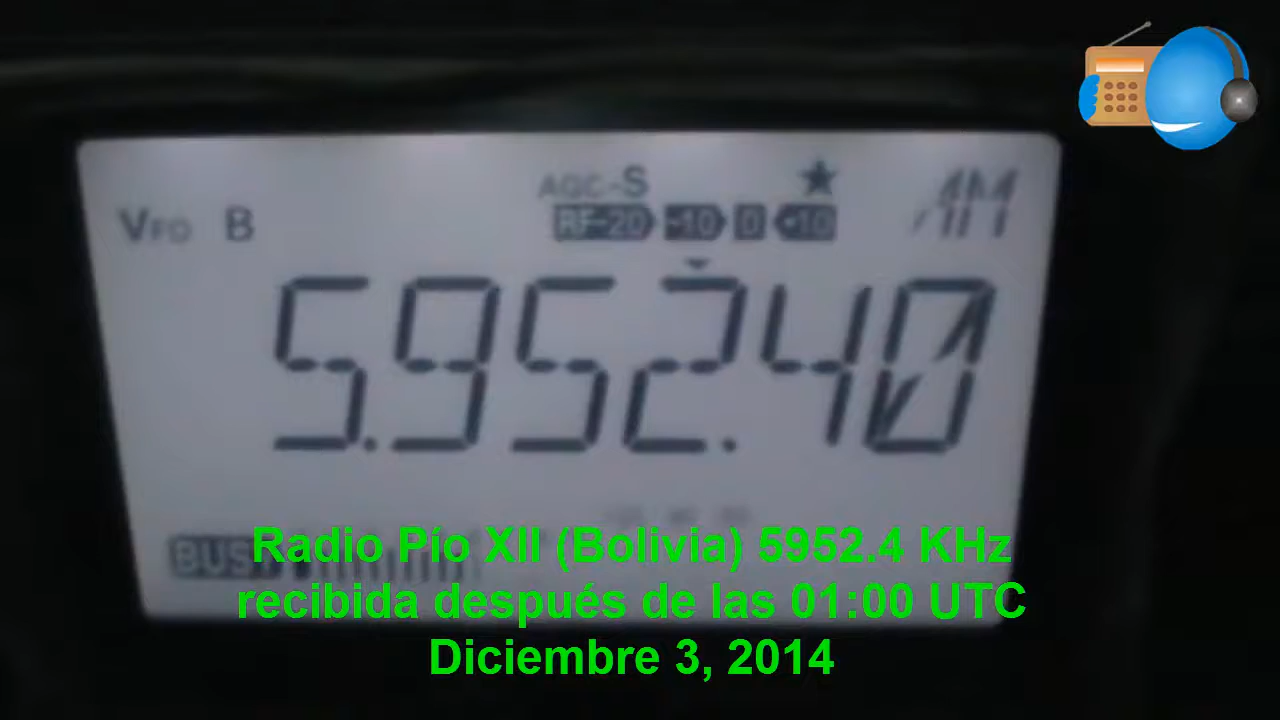 AGC-S
VFO B
RF-20 -10 0 +10
AM
5.952.40
BUSY
Radio Pío XII (Bolivia) 5952.4 KHz
recibida después de las 01:00 UTC
Diciembre 3, 2014